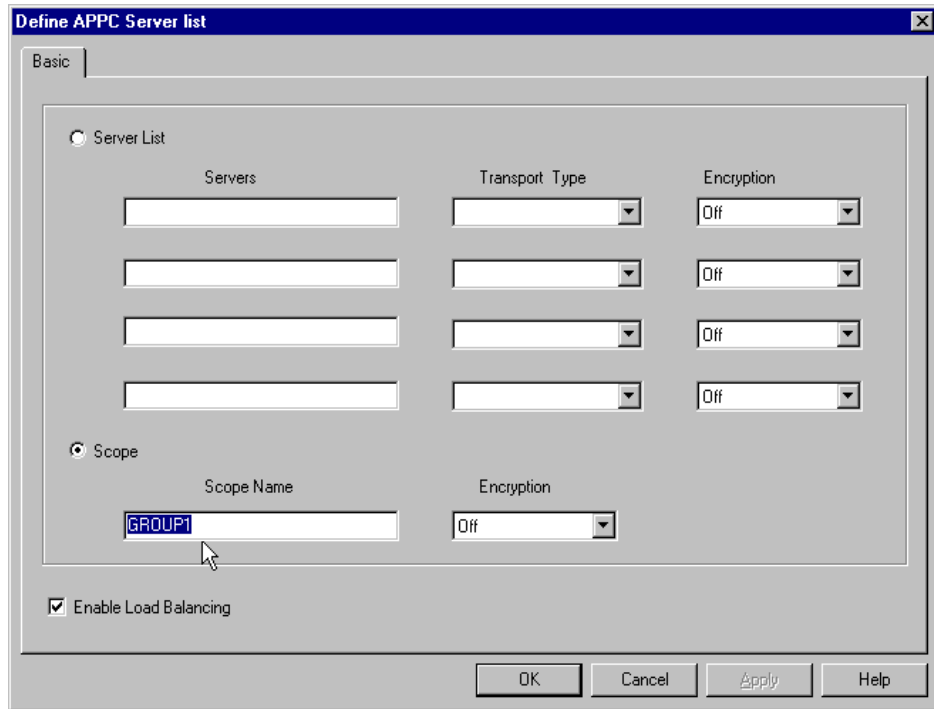 Define APPC Server list
Basic
Server List
Servers Transport Type Encryption
Off
Off
Off
Off
Scope
Scope Name Encryption
GROUP1 Off
Enable Load Balancing
OK Cancel Apply Help